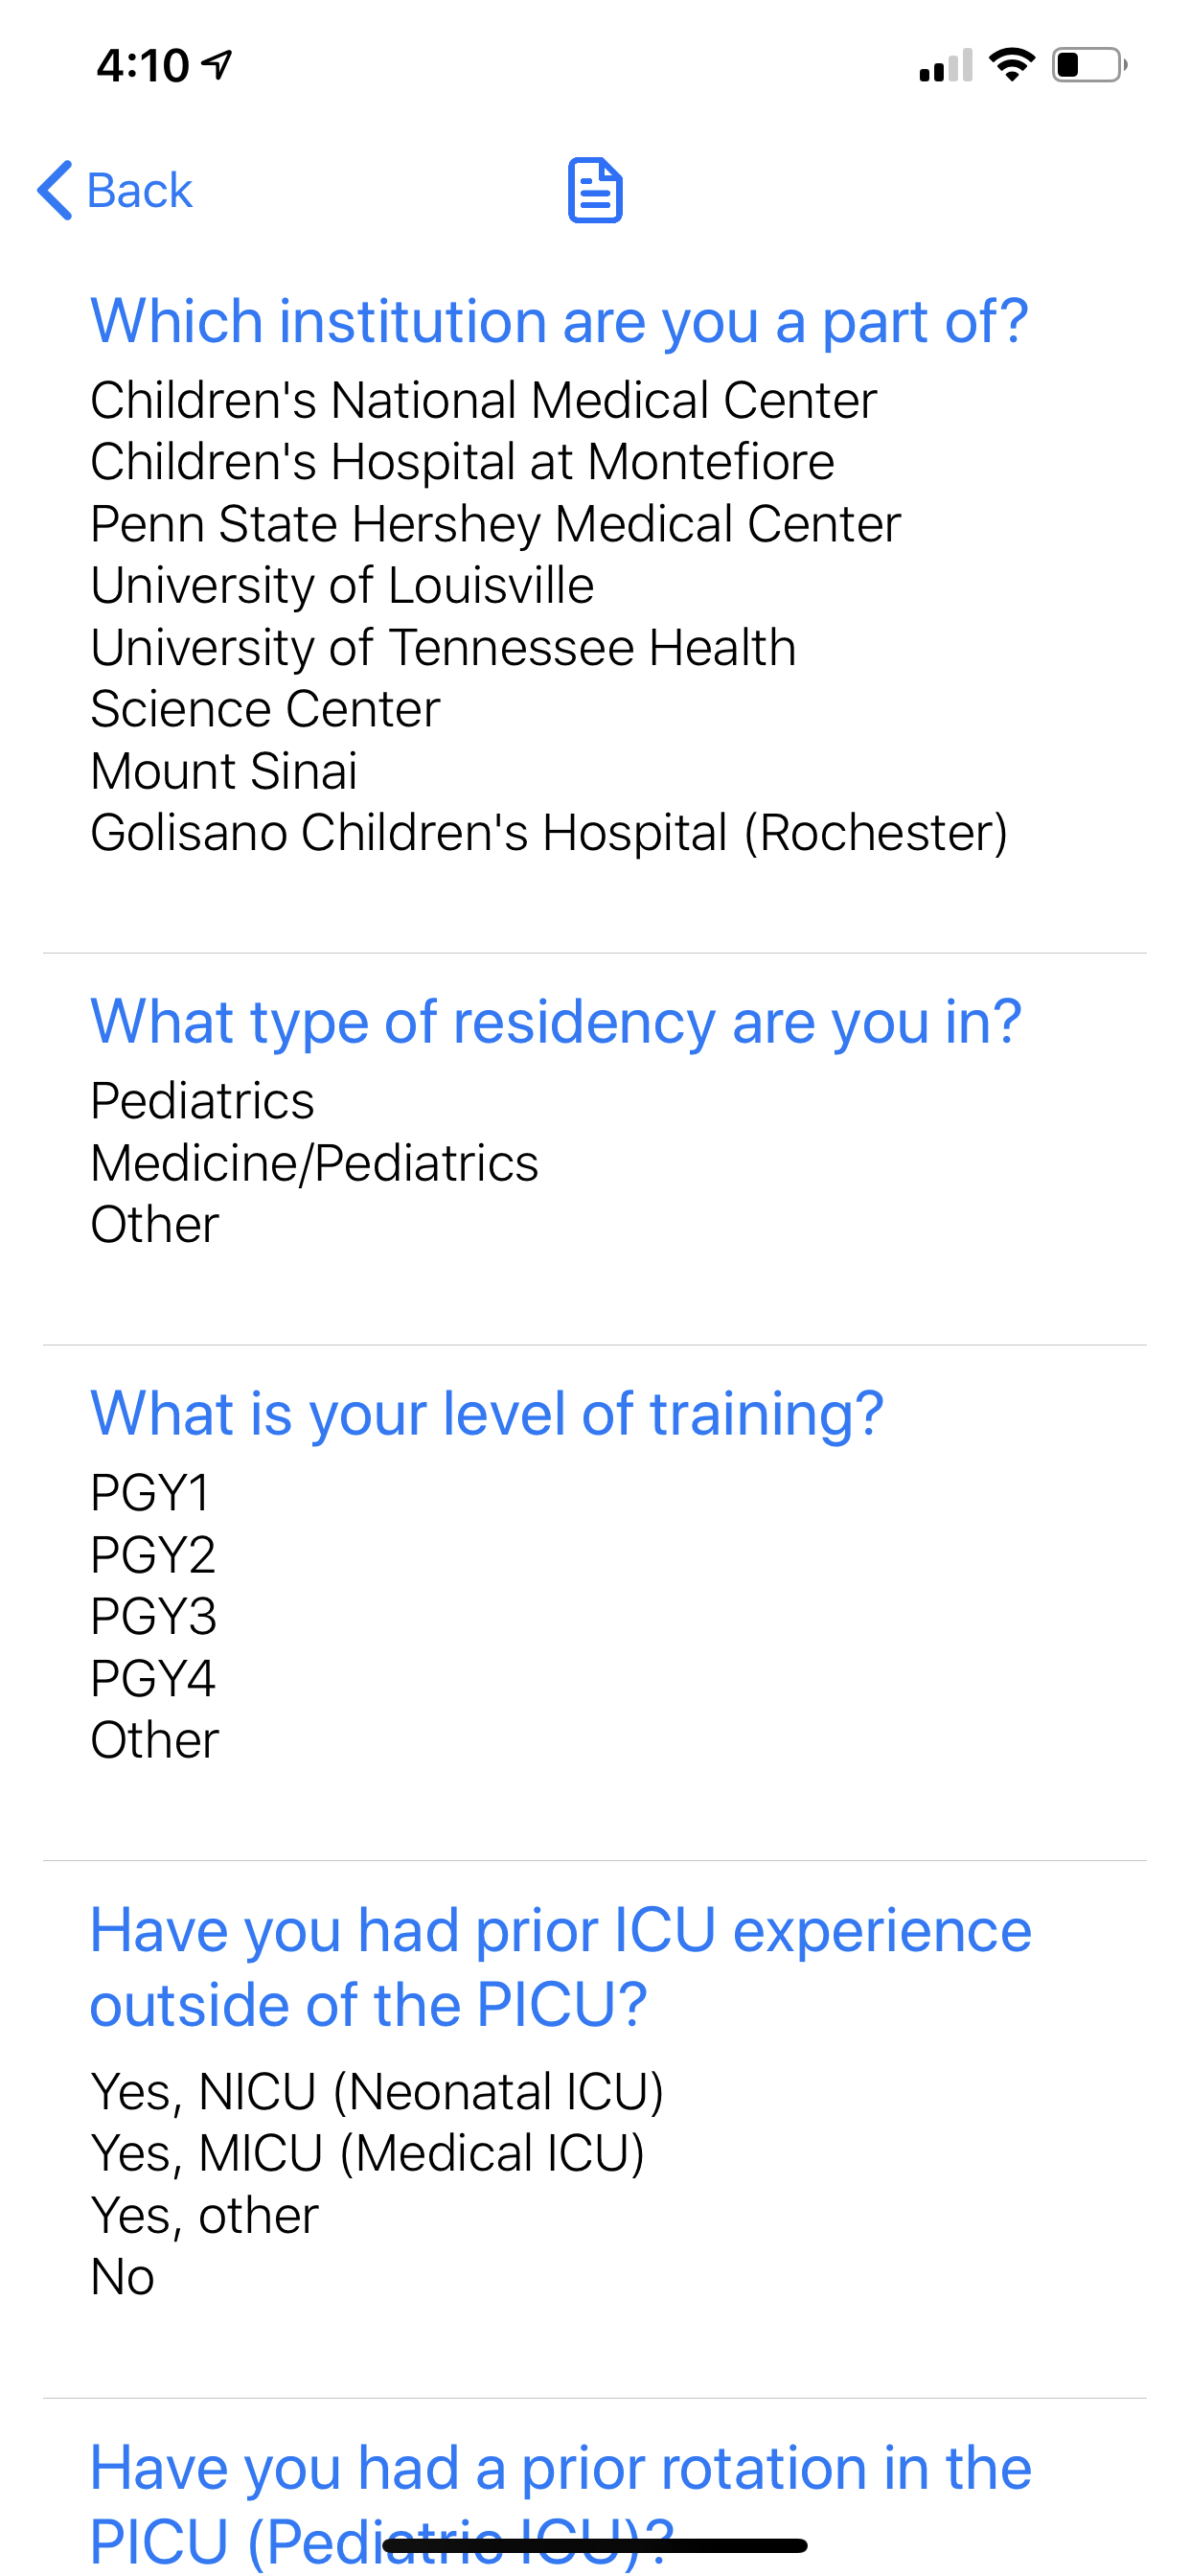 4:10
Back
Which institution are you a part of?
Children's National Medical Center
Children's Hospital at Montefiore
Penn State Hershey Medical Center
University of Louisville
University of Tennessee Health
Science Center
Mount Sinai
Golisano Children's Hospital (Rochester)
What type of residency are you in?
Pediatrics
Medicine/Pediatrics
Other
What is your level of training?
PGY1
PGY2
PGY3
PGY4
Other
Have you had prior ICU experience
outside of the PICU?
Yes, NICU (Neonatal ICU)
Yes, MICU (Medical ICU)
Yes, other
No
Have you had a prior rotation in the
PICU (Pediatric ICU)?